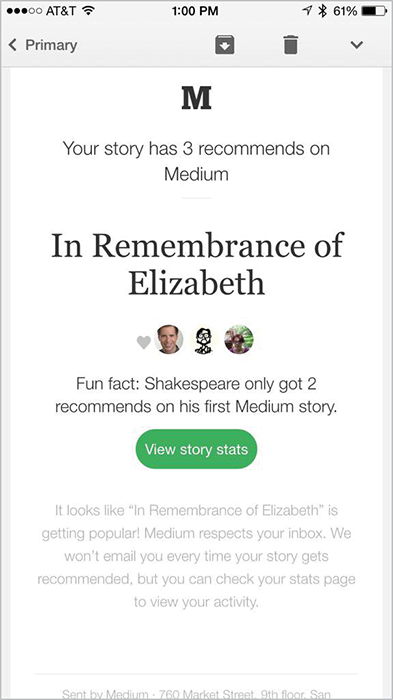 AT&T 1:00 PM 61%
Primary
M
Your story has 3 recommends on
Medium
In Remembrance of
Elizabeth
Fun fact: Shakespeare only got 2
recommends on his first Medium story.
View story stats
It looks like “In Remembrance of Elizabeth” is
getting popular! Medium respects your inbox. We
won’t email you every time your story gets
recommended, but you can check your stats page
to view your activity.
Sent by Medium · 760 Market Street, 9th floor, San